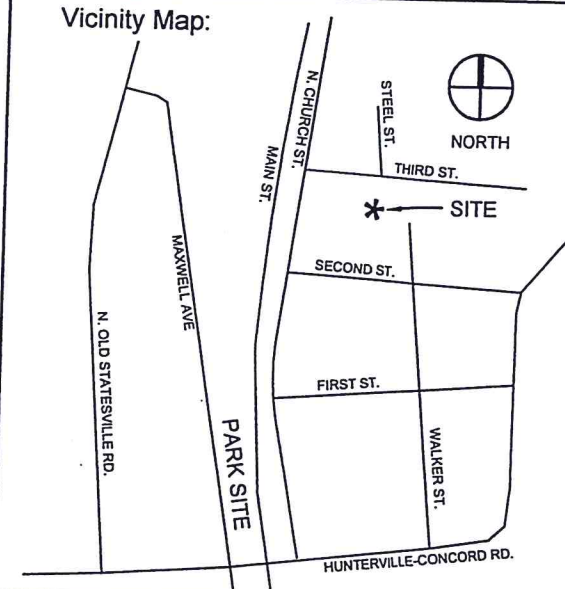 Vicinity Map:
N. CHURCH ST.
MAIN ST.
STEEL ST.
NORTH
THIRD ST.
SITE
MAXWELL AVE
SECOND ST.
N. OLD STATESVILLE RD.
FIRST ST.
PARK SITE
WALKER ST.
HUNTERVILLE-CONCORD RD.